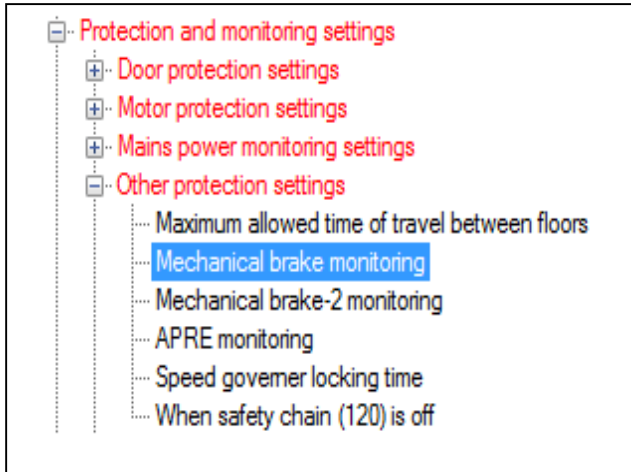 Protection and monitoring settings
Door protection settings
Motor protection settings
Mains power monitoring settings
Other protection settings
Maximum allowed time of travel between floors
Mechanical brake monitoring
Mechanical brake-2 monitoring
APRE monitoring
Speed governer locking time
When safety chain (120) is off